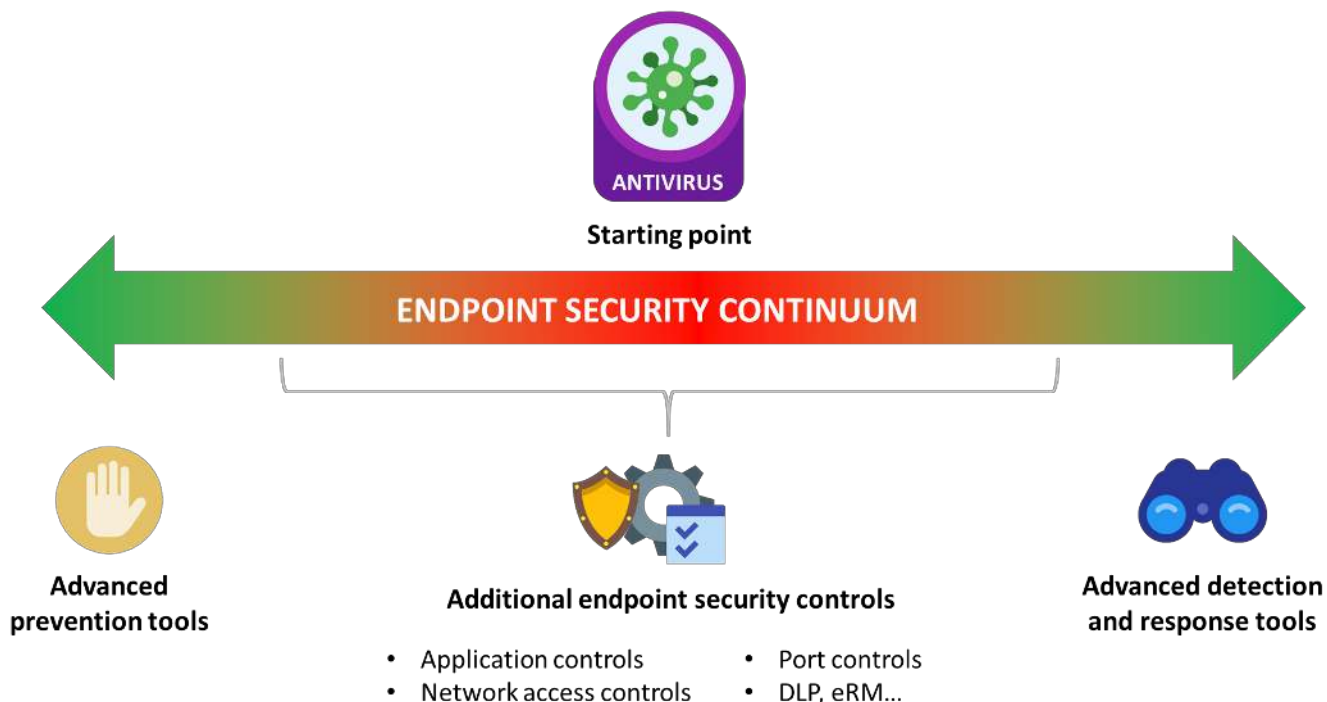 ANTIVIRUS
Starting point
ENDPOINT SECURITY CONTINUUM
Advanced
prevention tools
Additional endpoint security controls
• Application controls
• Network access controls
• Port controls
• DLP, eRM...
Advanced detection
and response tools